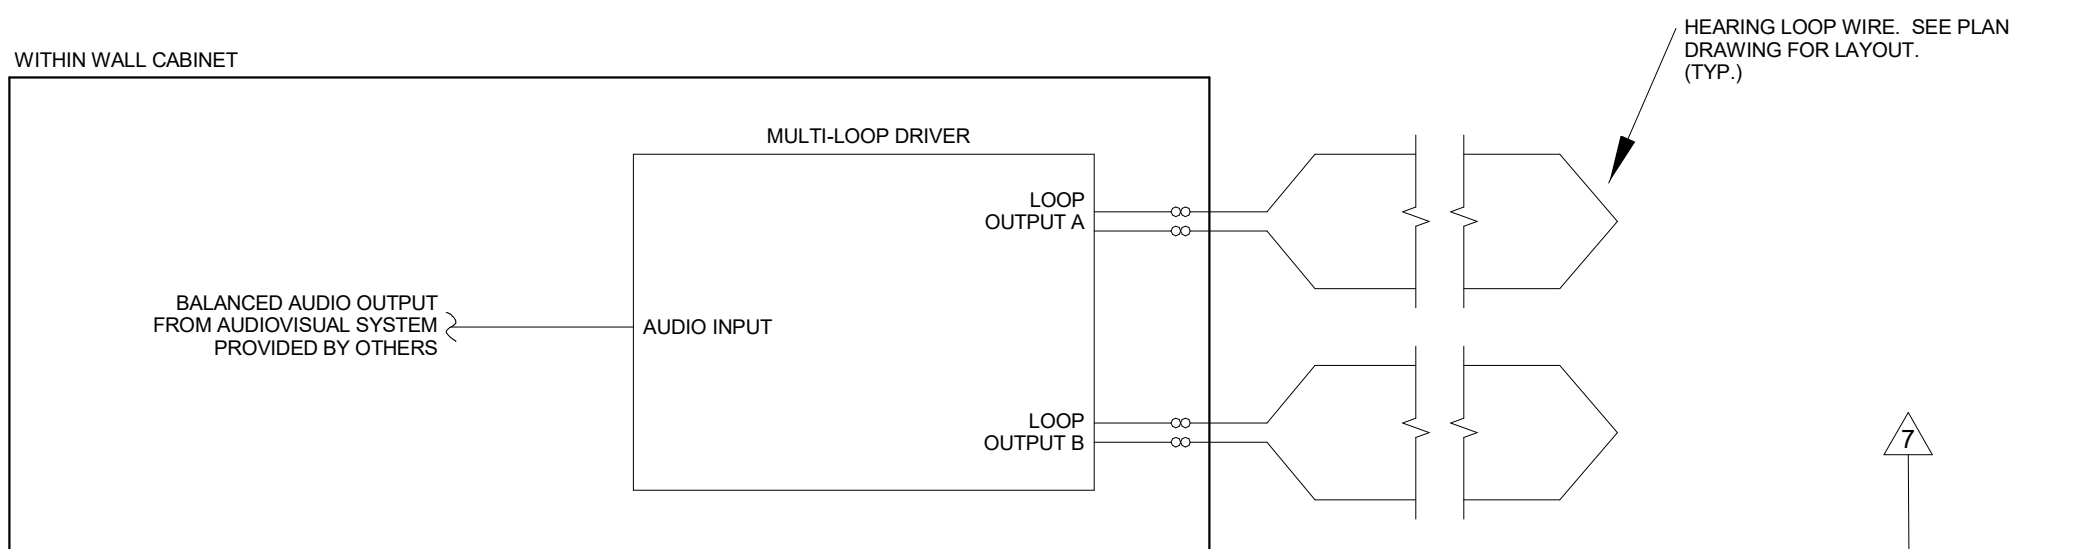 HEARING LOOP WIRE.  SEE PLAN
DRAWING FOR LAYOUT.
(TYP.)
WITHIN WALL CABINET
MULTI-LOOP DRIVER
LOOP
OUTPUT A
BALANCED AUDIO OUTPUT
FROM AUDIOVISUAL SYSTEM
PROVIDED BY OTHERS
AUDIO INPUT
LOOP
OUTPUT B
7